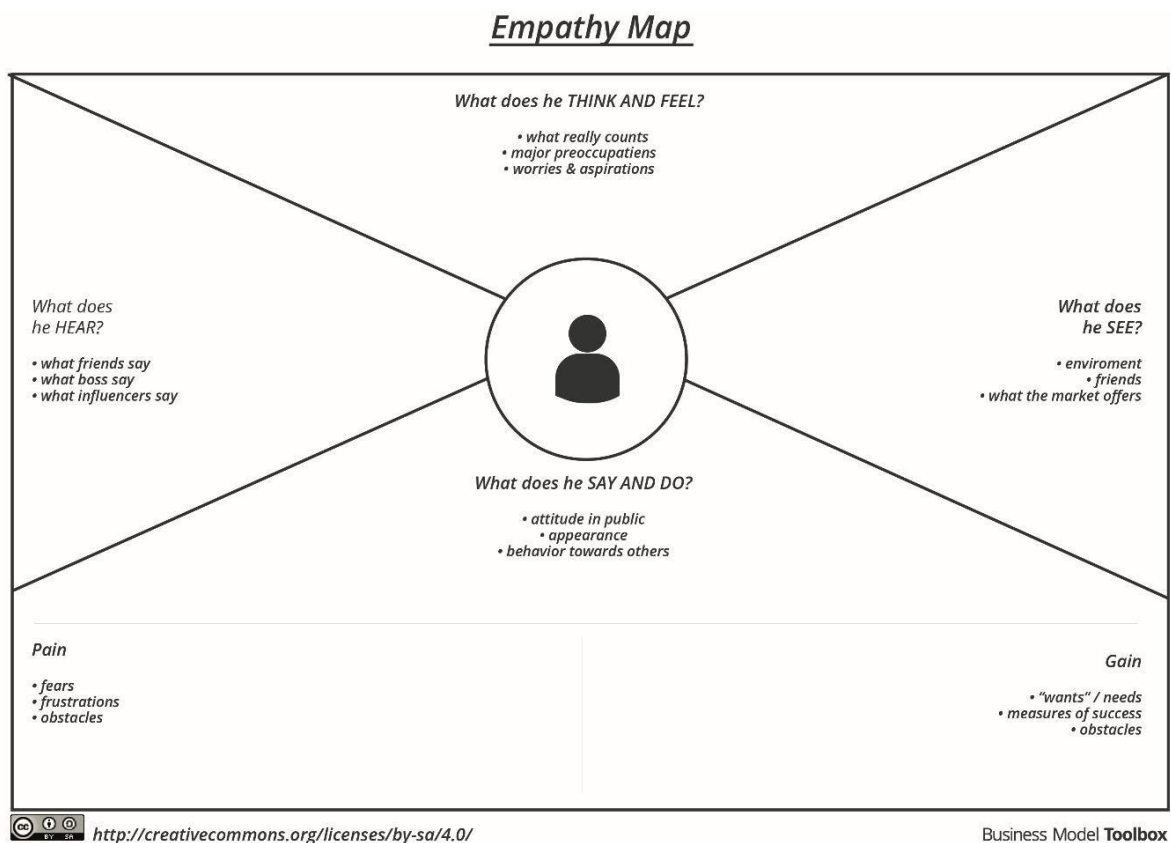 Empathy Map
What does he THINK AND FEEL?
• what really counts
• major preoccupatiens
• worries & aspirations
What does
he HEAR?
• what friends say
• what boss say
• what influencers say
What does
he SEE?
• enviroment
• friends
• what the market offers
What does he SAY AND DO?
• attitude in public
• appearance
• behavior towards others
Pain
• fears
• frustrations
• obstacles
Gain
• “wants“ / needs
• measures of success
• obstacles
cc BY SA http://creativecommons.org/licenses/by-sa/4.0/
Business Model Toolbox